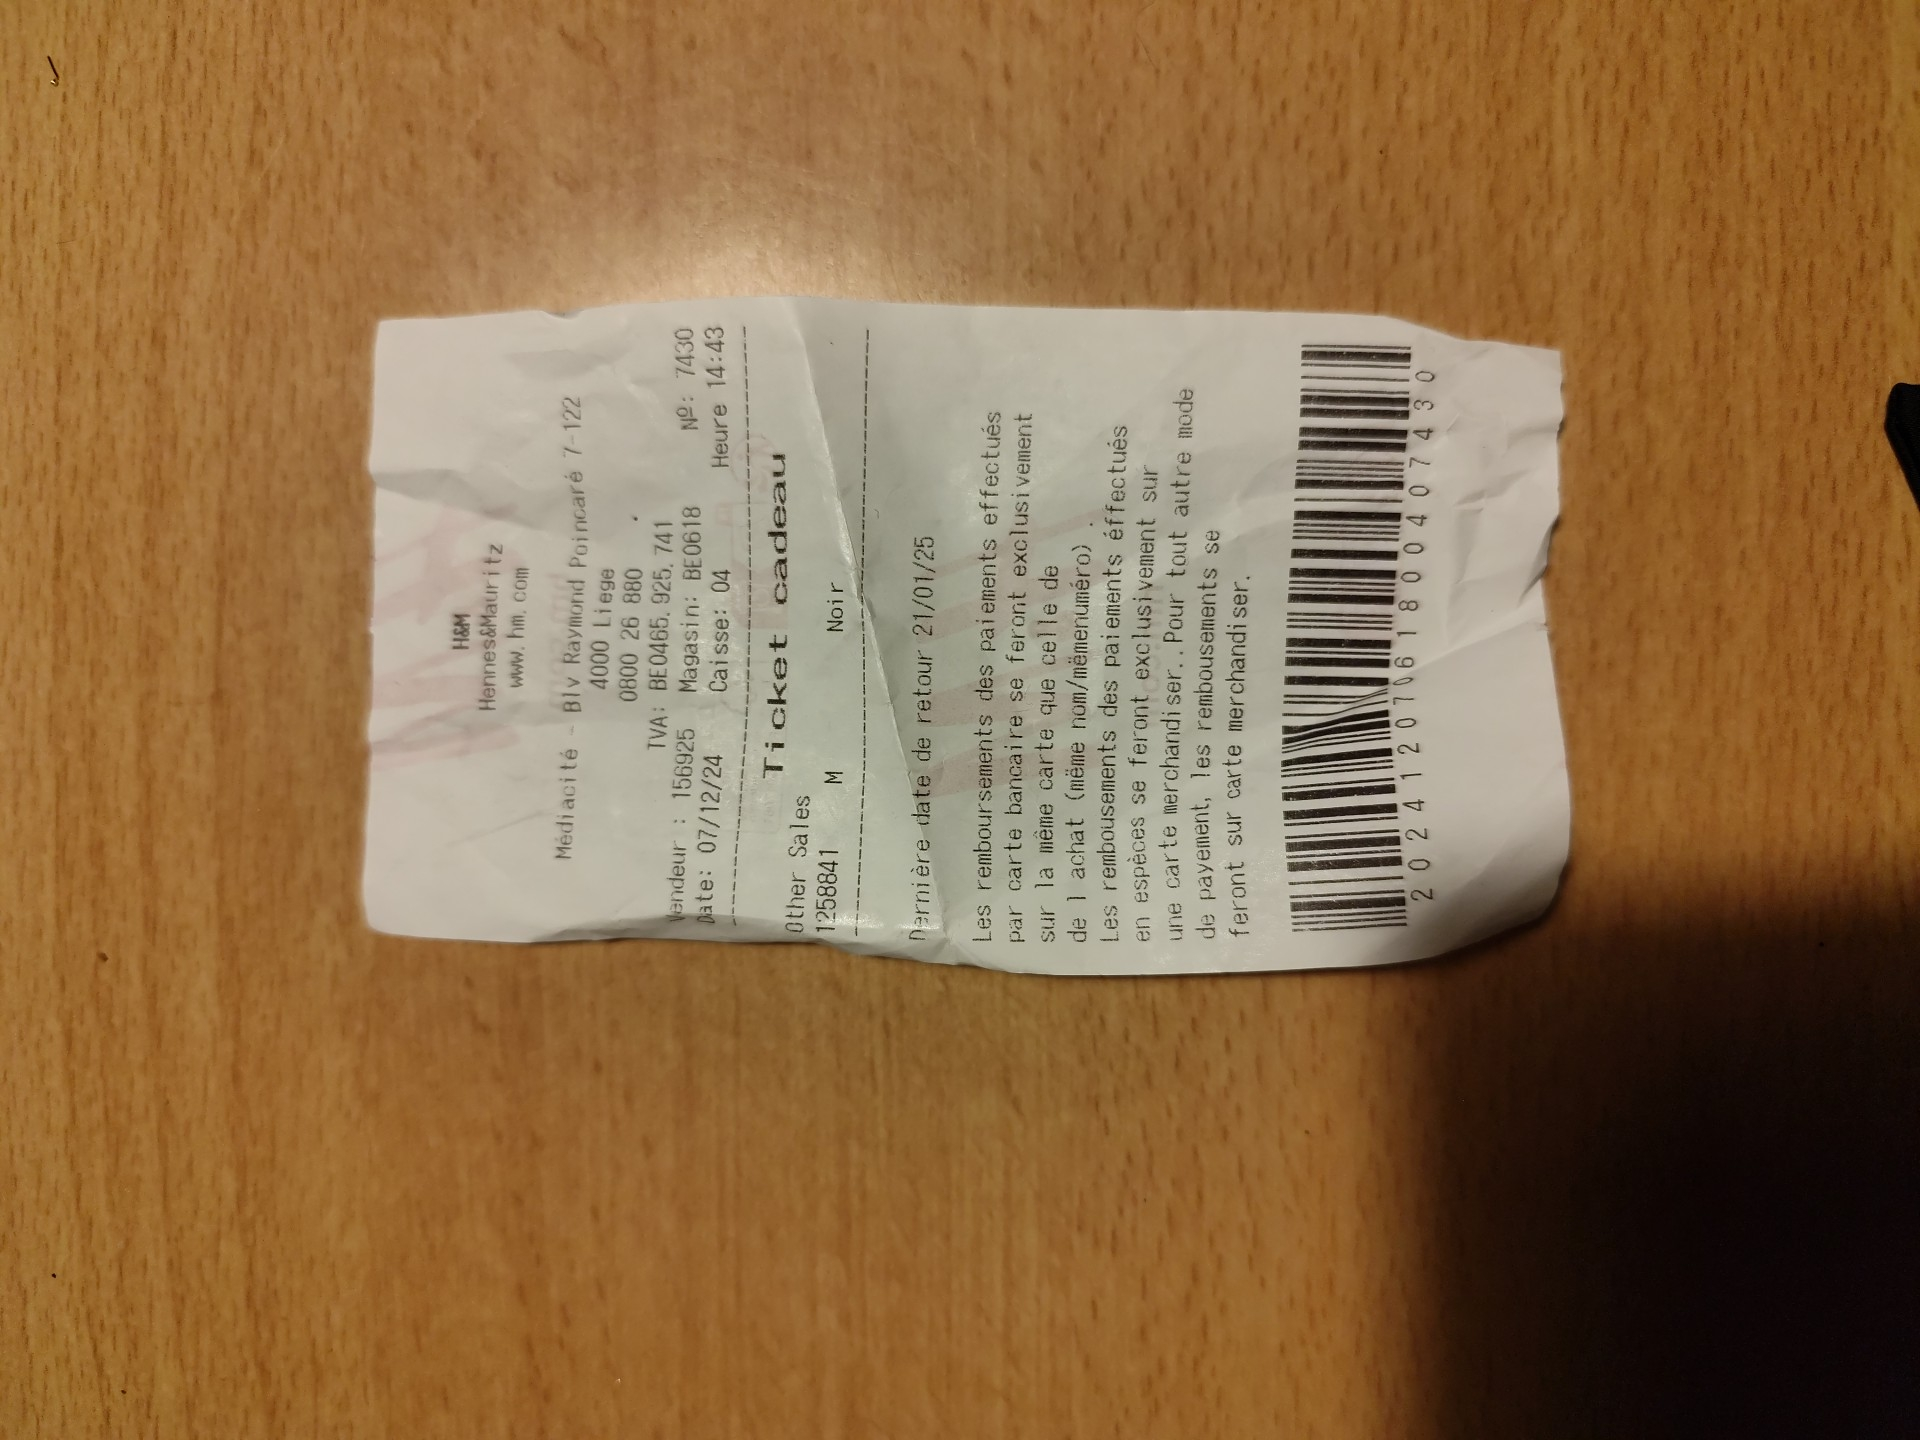 H&M
Hennes&Mauritz
www.hm.com
Médiacité - Blv Raymond Poincaré 7-122
4000 Liege
0800 26 880
TVA: BE0465.925.741
Vendeur : 156925 Magasin: BE0618 Nº: 7430
Date: 07/12/24 Caisse: 04 Heure 14:43
Ticket cadeau
Other Sales
1258841 M Noir
Dernière date de retour 21/01/25
Les remboursements des paiements effectués
par carte bancaire se feront exclusivement
sur la même carte que celle de
de l achat (même nom/mêmenuméro).
Les rembousements des paiements éffectués
en espèces se feront exclusivement sur
une carte merchandiser..Pour tout autre mode
de payement, les rembousements se
feront sur carte merchandiser.
2024120706180407430